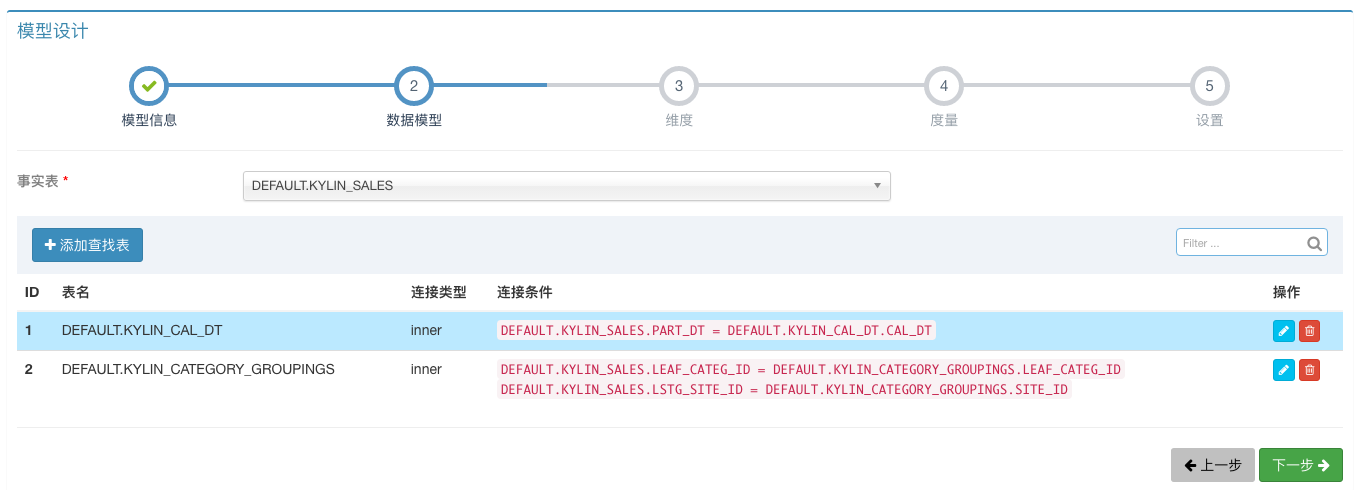 模型设计
2 3 4 5
模型信息 数据模型 维度 度量 设置
事实表 * DEFAULT.KYLIN_SALES
添加查找表 Filter ...
ID 表名 连接类型 连接条件 操作
1 DEFAULT.KYLIN_CAL_DT inner DEFAULT.KYLIN_SALES.PART_DT = DEFAULT.KYLIN_CAL_DT.CAL_DT
2 DEFAULT.KYLIN_CATEGORY_GROUPINGS inner DEFAULT.KYLIN_SALES.LEAF_CATEG_ID = DEFAULT.KYLIN_CATEGORY_GROUPINGS.LEAF_CATEG_ID
DEFAULT.KYLIN_SALES.LSTG_SITE_ID = DEFAULT.KYLIN_CATEGORY_GROUPINGS.SITE_ID
上一步 下一步